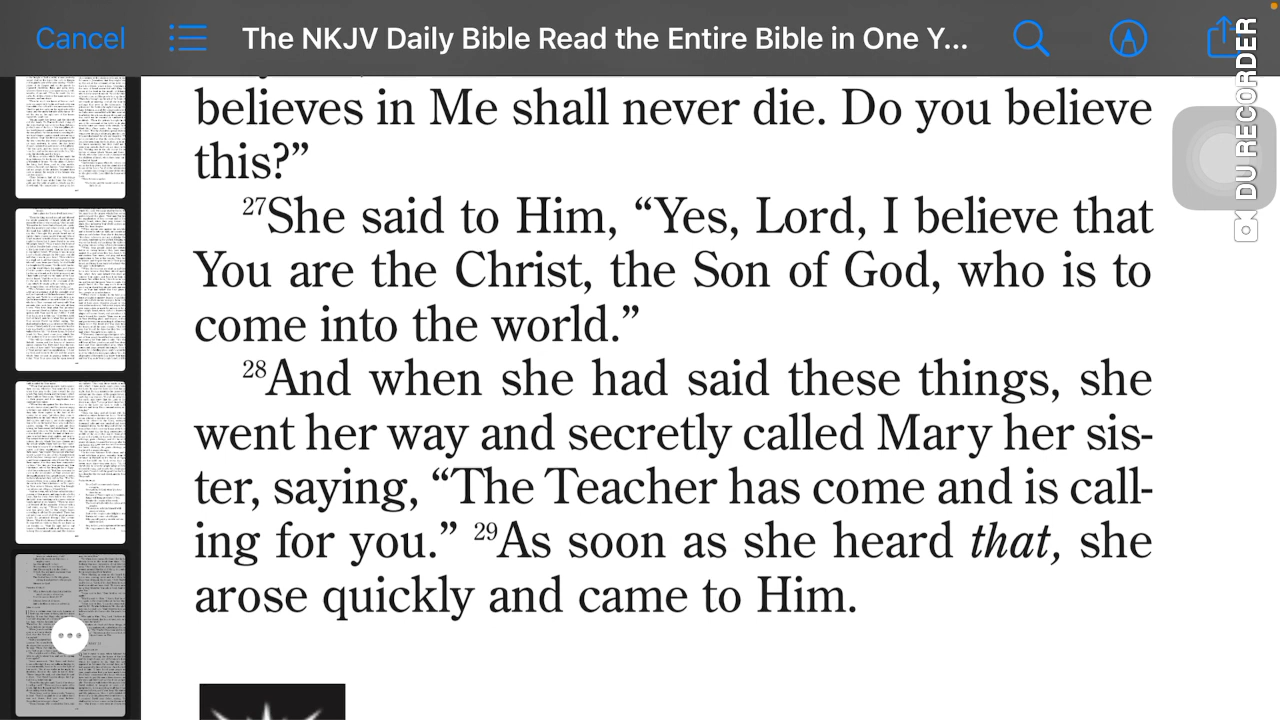 Cancel
The NKJV Daily Bible Read the Entire Bible in One Y...
DU RECORDER
believes in Me shall never die. Do you believe
this?”
27She said to Him, “Yes, Lord, I believe that
You are the Christ, the Son of God, who is to
come into the world.”
28And when she had said these things, she
went her way and secretly called Mary her sis-
ter, saying, “The Teacher has come and is call-
ing for you.” 29As soon as she heard that, she
arose quickly and came to Him.